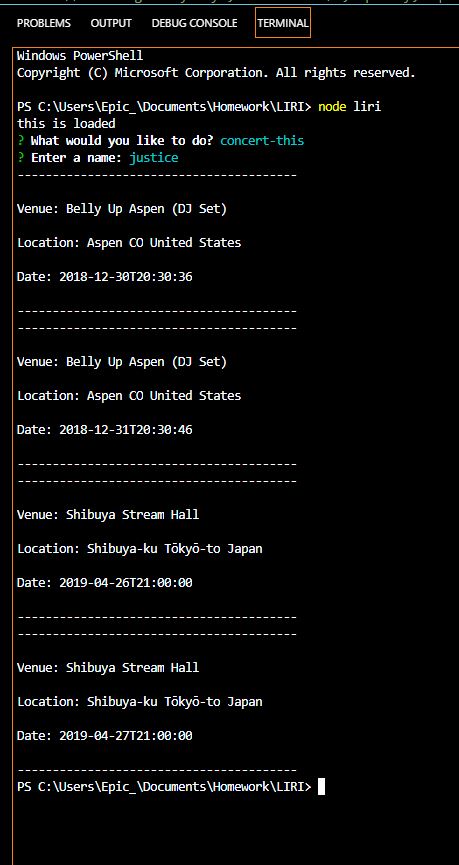 PROBLEMS OUTPUT DEBUG CONSOLE TERMINAL
Windows PowerShell
Copyright (C) Microsoft Corporation. All rights reserved.
PS C:\Users\Epic_\Documents\Homework\LIRI> node liri
this is loaded
? What would you like to do? concert-this
? Enter a name: justice
----------------------------------------
Venue: Belly Up Aspen (DJ Set)
Location: Aspen CO United States
Date: 2018-12-30T20:30:36
----------------------------------------
----------------------------------------
Venue: Belly Up Aspen (DJ Set)
Location: Aspen CO United States
Date: 2018-12-31T20:30:46
----------------------------------------
----------------------------------------
Venue: Shibuya Stream Hall
Location: Shibuya-ku Tōkyō-to Japan
Date: 2019-04-26T21:00:00
----------------------------------------
----------------------------------------
Venue: Shibuya Stream Hall
Location: Shibuya-ku Tōkyō-to Japan
Date: 2019-04-27T21:00:00
----------------------------------------
PS C:\Users\Epic_\Documents\Homework\LIRI>